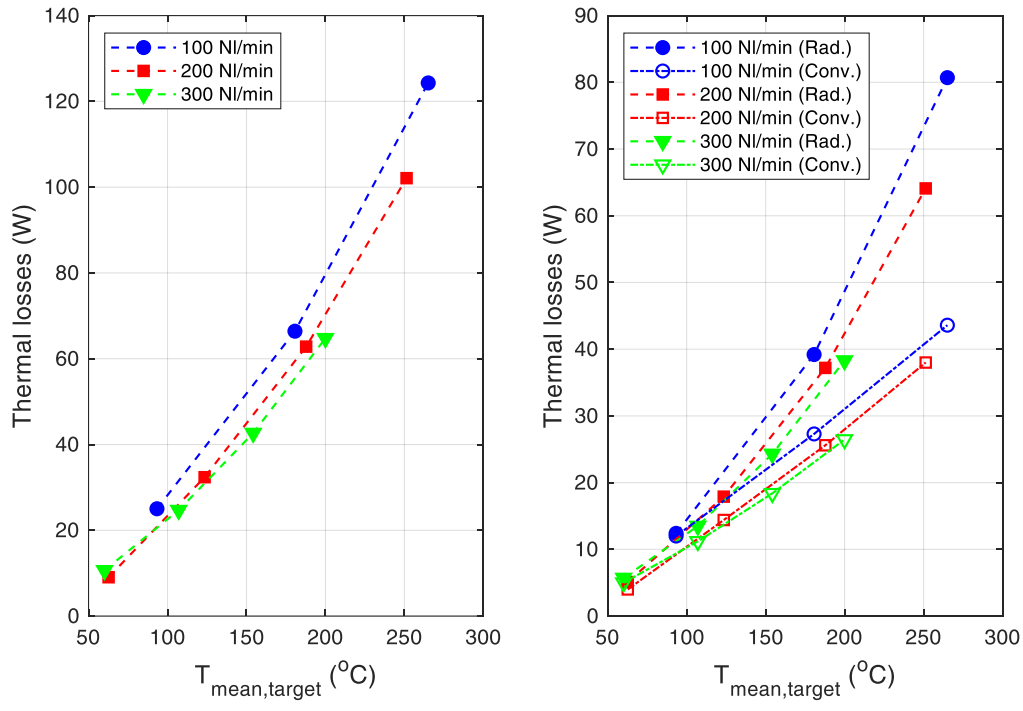 140
120
100
80
60
40
20
0
50
100
150
200
250
300
Thermal losses (W)
T_mean,target (°C)
100 Nl/min
200 Nl/min
300 Nl/min
90
80
70
60
50
40
30
20
10
0
50
100
150
200
250
300
Thermal losses (W)
T_mean,target (°C)
100 Nl/min (Rad.)
100 Nl/min (Conv.)
200 Nl/min (Rad.)
200 Nl/min (Conv.)
300 Nl/min (Rad.)
300 Nl/min (Conv.)